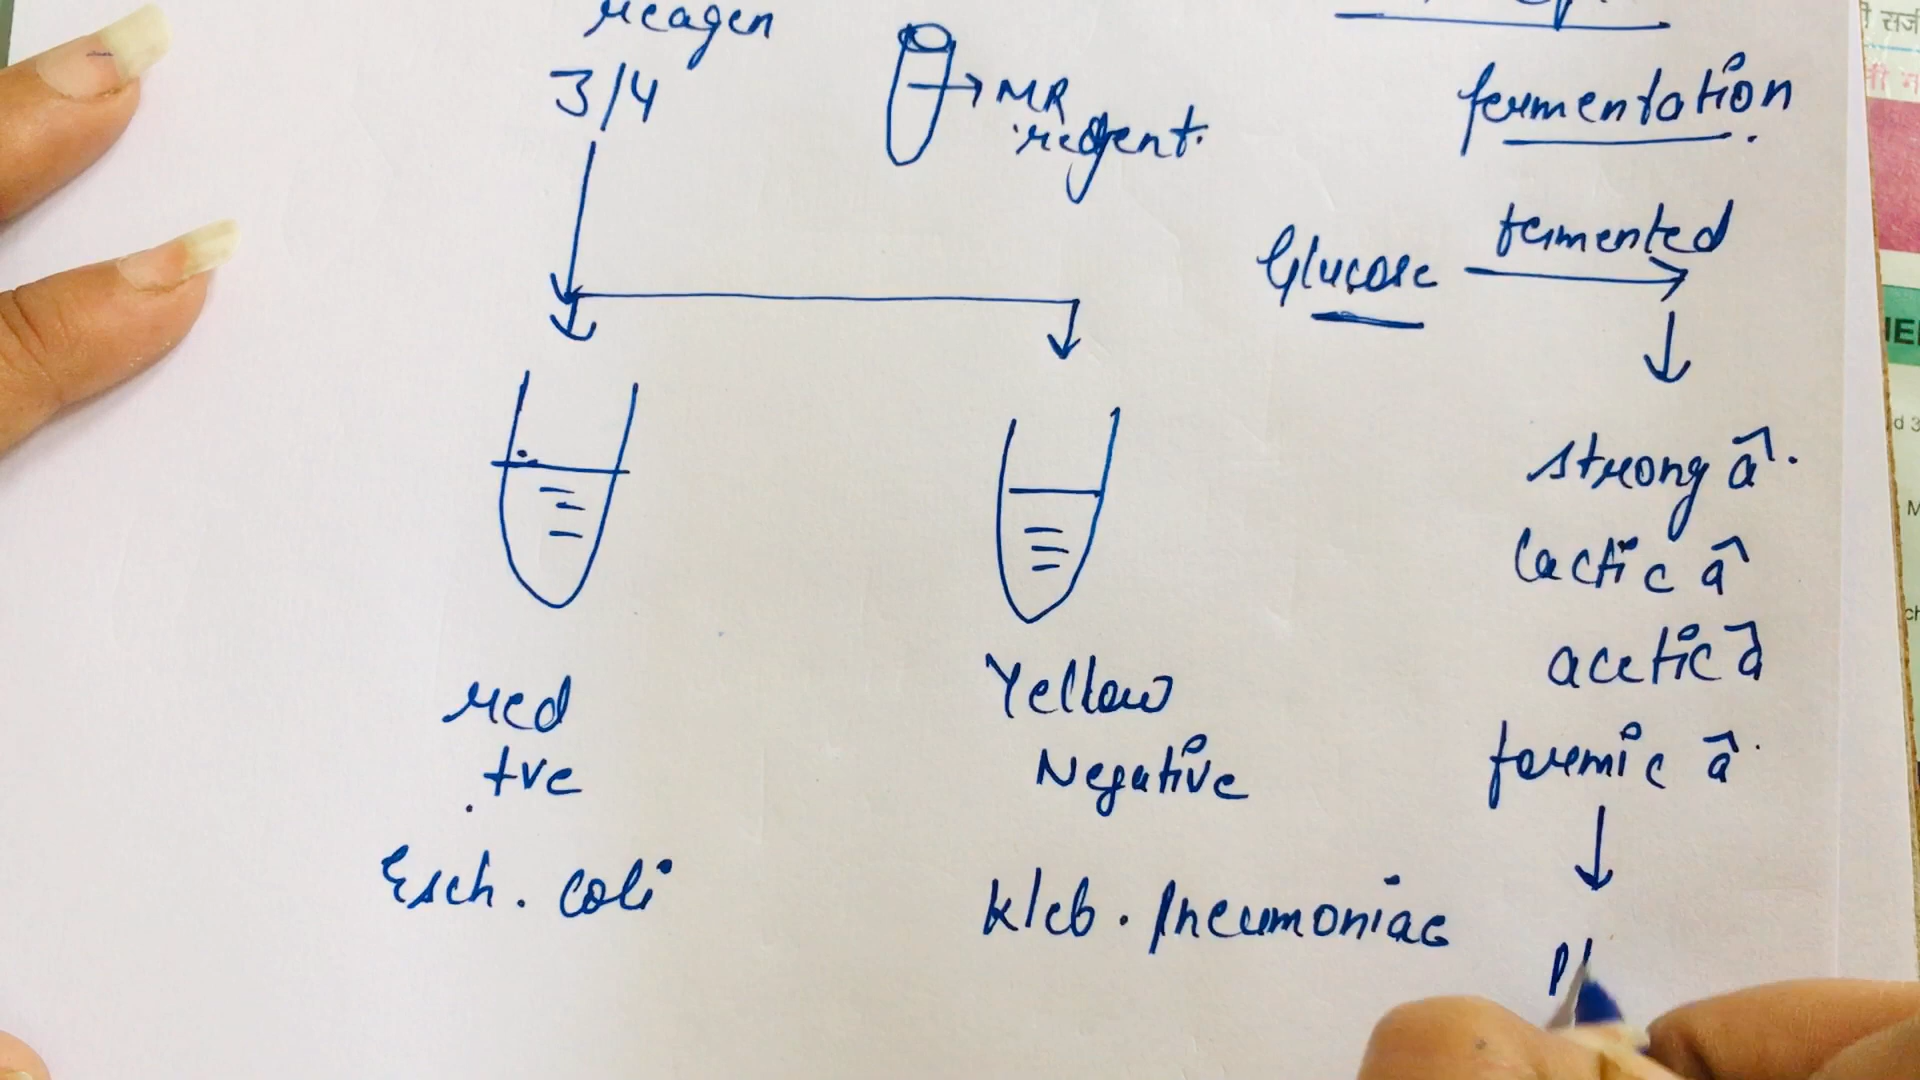 reagen
3/4
MR
reagent.
fermentation
Glucose
fermented
strong a.
lactic a
acetic a
formic a
red
+ve
Esch. coli
Yellow
Negative
Kleb. pneumoniae